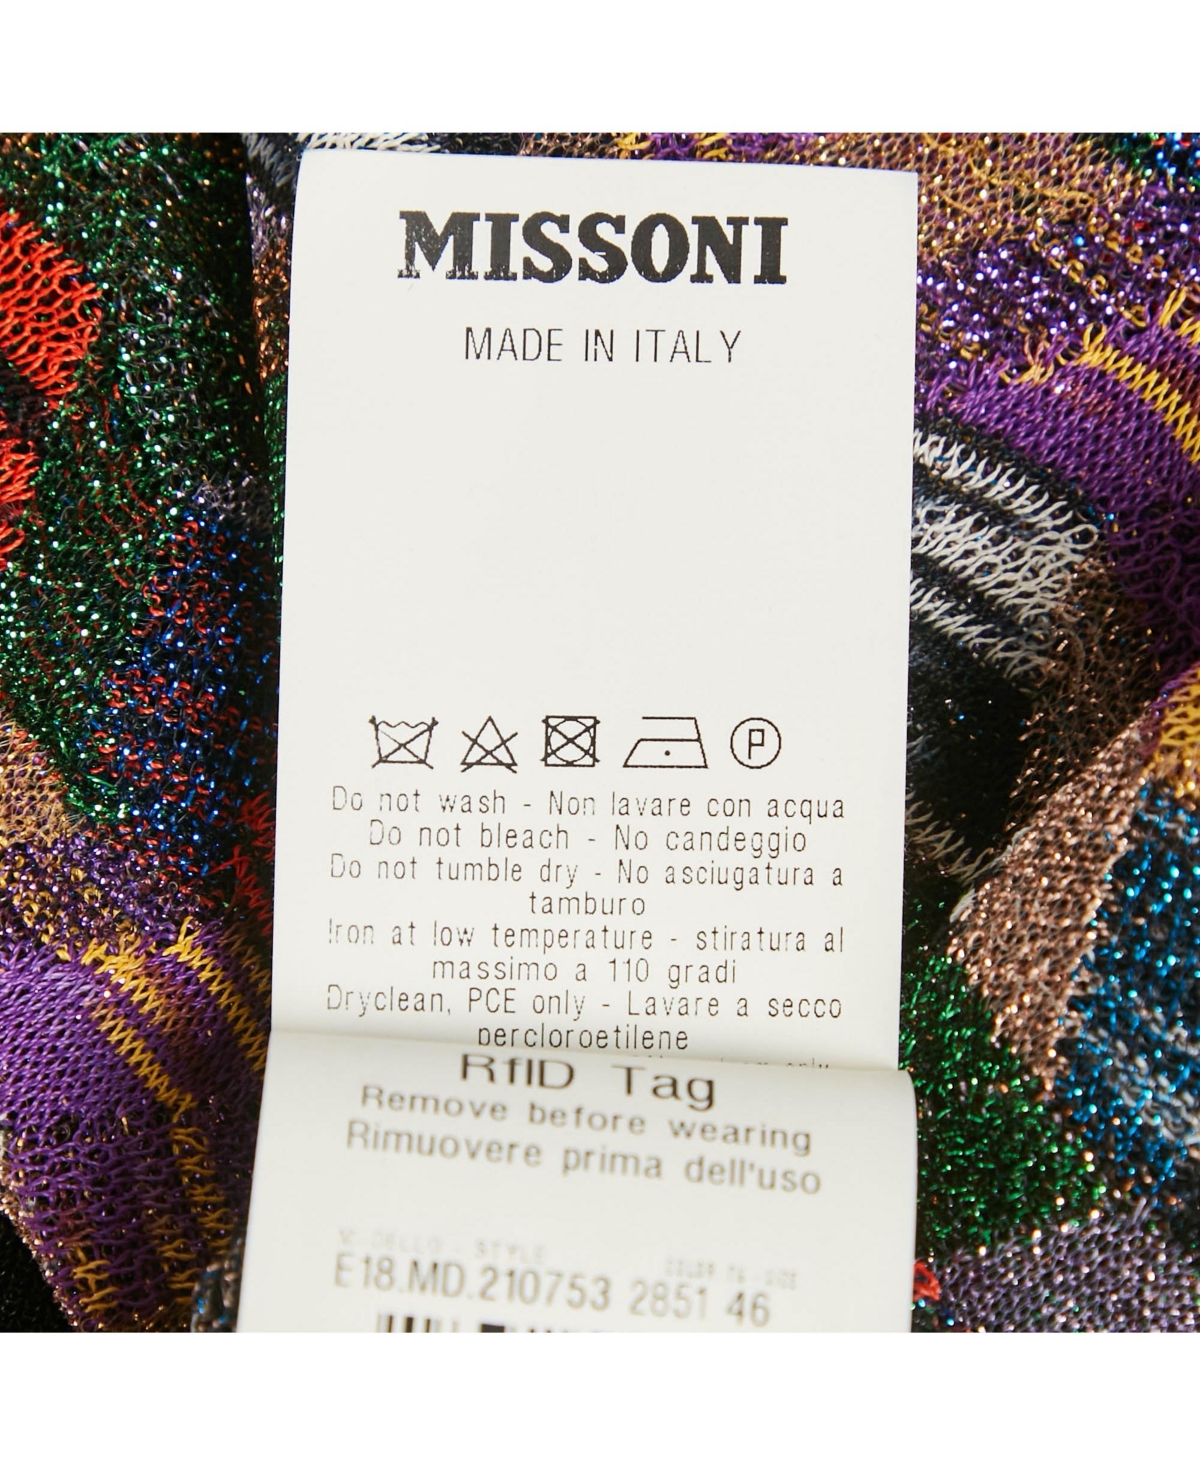 MISSONI
MADE IN ITALY
P
Do not wash - Non lavare con acqua
Do not bleach - No candeggio
Do not tumble dry - No asciugatura a
tamburo
Iron at low temperature - stiratura al
massimo a 110 gradi
Dryclean, PCE only - Lavare a secco
percloroetilene
only
RfID Tag
Remove before wearing
Rimuovere prima dell'uso
STYLE
E18.MD.210753 2851 46